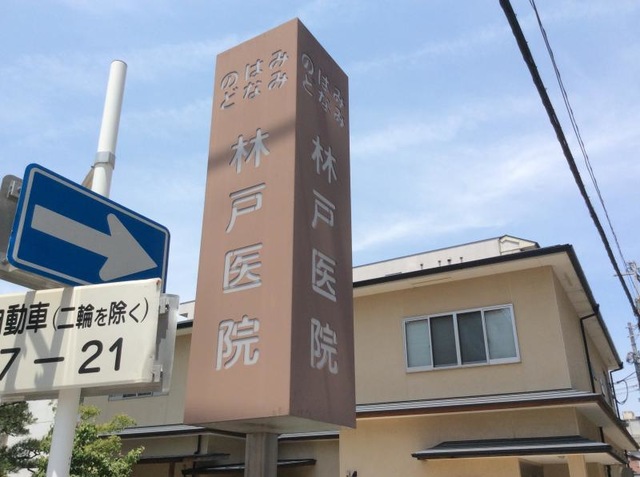 みみ
はな
のど
林戸医院
みみ
はな
のど
林戸医院
自動車(二輪を除く)
7-21